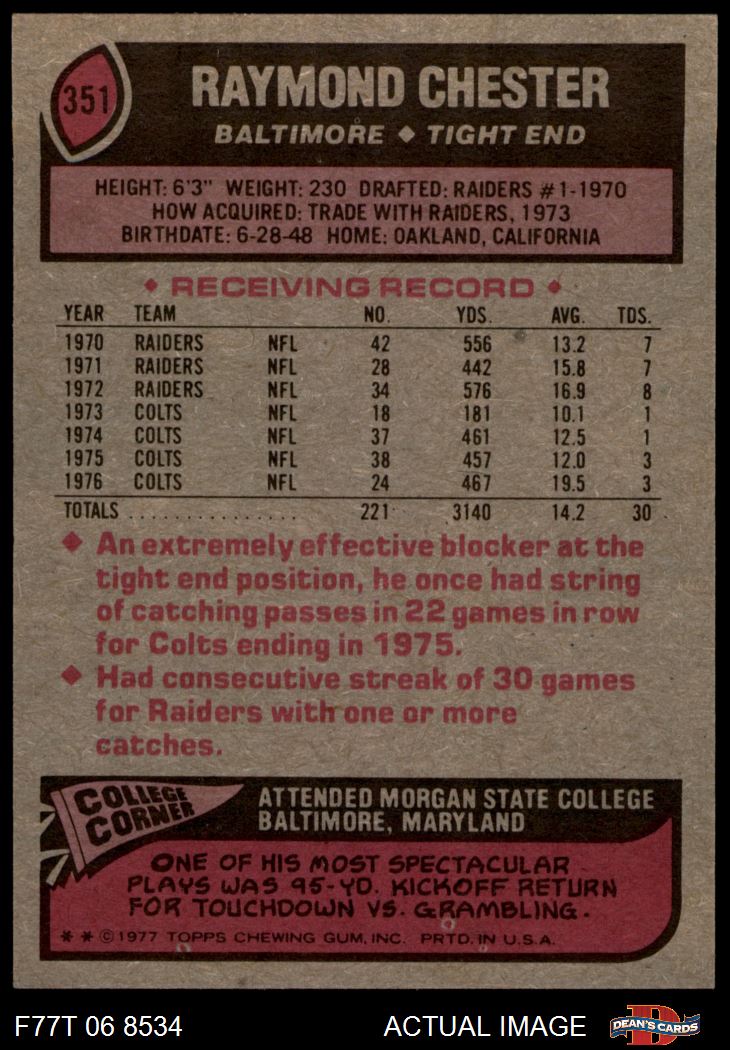 351
RAYMOND CHESTER
BALTIMORE ◆ TIGHT END
HEIGHT: 6'3" WEIGHT: 230 DRAFTED: RAIDERS #1-1970
HOW ACQUIRED: TRADE WITH RAIDERS, 1973
BIRTHDATE: 6-28-48 HOME: OAKLAND, CALIFORNIA
◆ RECEIVING RECORD ◆
YEAR TEAM NO. YDS. AVG. TDS.
1970 RAIDERS NFL 42 556 13.2 7
1971 RAIDERS NFL 28 442 15.8 7
1972 RAIDERS NFL 34 576 16.9 8
1973 COLTS NFL 18 181 10.1 1
1974 COLTS NFL 37 461 12.5 1
1975 COLTS NFL 38 457 12.0 3
1976 COLTS NFL 24 467 19.5 3
TOTALS ................ 221 3140 14.2 30
◆ An extremely effective blocker at the
tight end position, he once had string
of catching passes in 22 games in row
for Colts ending in 1975.
◆ Had consecutive streak of 30 games
for Raiders with one or more
catches.
COLLEGE
CORNER
ATTENDED MORGAN STATE COLLEGE
BALTIMORE, MARYLAND
ONE OF HIS MOST SPECTACULAR
PLAYS WAS 95-YD. KICKOFF RETURN
FOR TOUCHDOWN VS. GRAMBLING.
** ©1977 TOPPS CHEWING GUM, INC. PRTD. IN U.S.A.
F77T 06 8534 ACTUAL IMAGE
D
DEAN'S CARDS